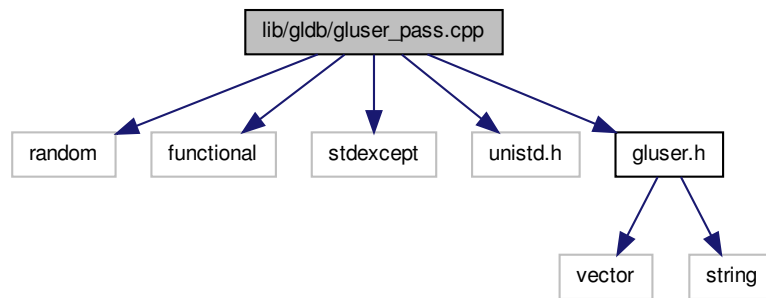 lib/gldb/gluser_pass.cpp
random
functional
stdexcept
unistd.h
gluser.h
vector
string